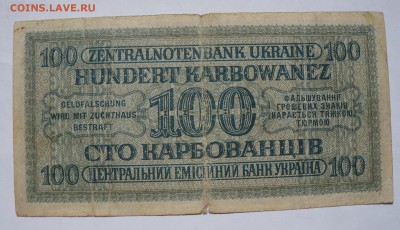 COINS.ЛАВЕ.RU
100 ZENTRALNOTENBANK UKRAINE 100
HUNDERT KARBOWANEZ
GELDFÄLSCHUNG
WIRD MIT ZUCHTHAUS
BESTRAFT
100
ФАЛЬШУВАННЯ
ГРОШЕВИХ ЗНАКІВ
КАРАЄТЬСЯ ТЯЖКОЮ
ТЮРМОЮ
СТО КАРБОВАНЦІВ
100 ЦЕНТРАЛЬНИЙ ЕМІСІЙНИЙ БАНК УКРАЇНА 100